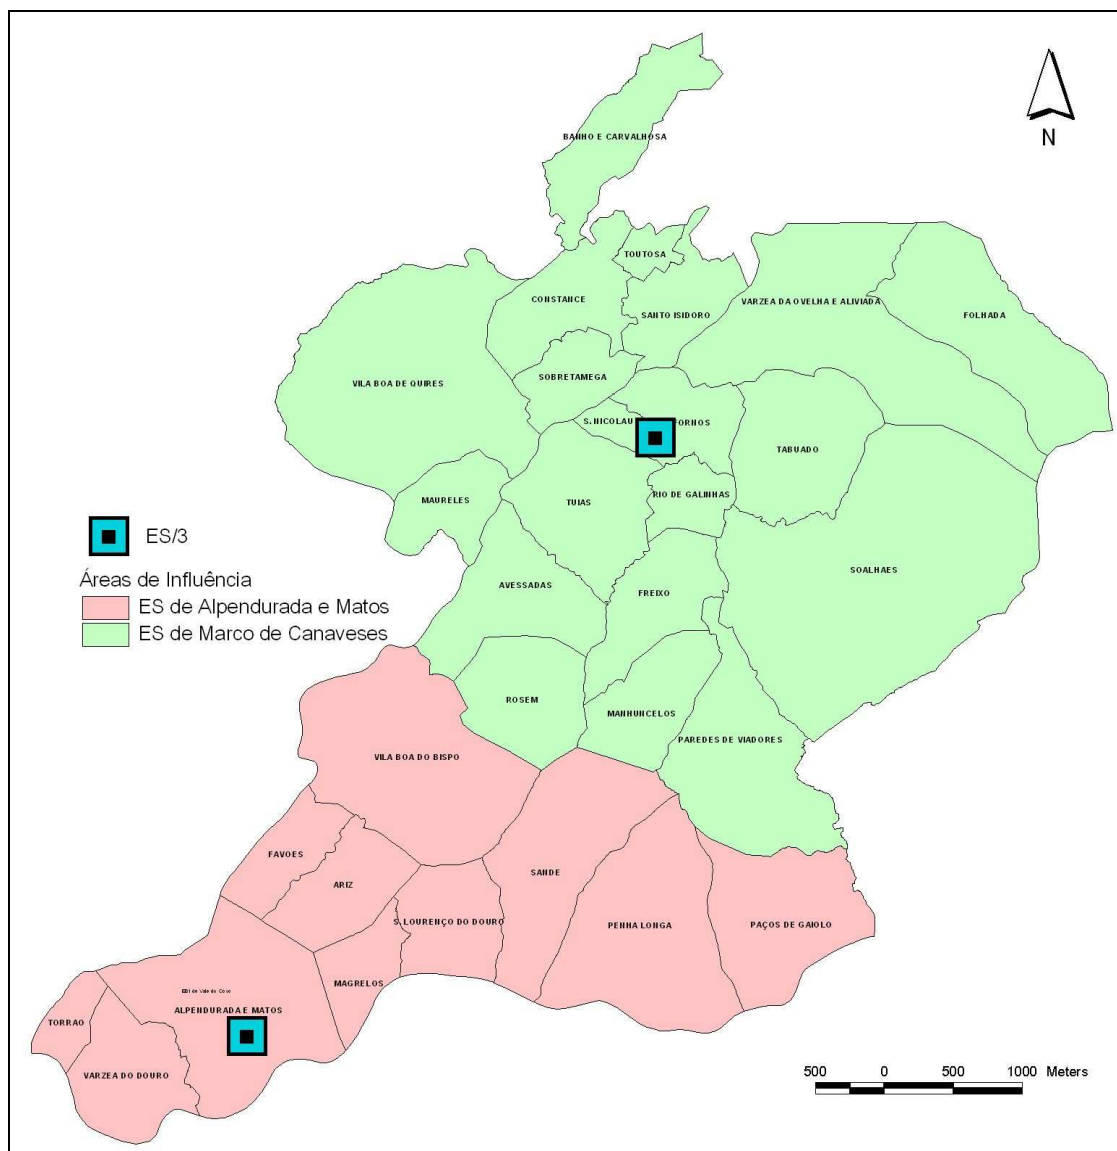 BANHO E CARVALHOSA
N
TOUTOSA
CONSTANCE
SANTO ISIDORO
VARZEA DA OVELHA E ALIVIADA
FOLHADA
SOBRETAMEGA
VILA BOA DE QUIRES
S.NICOLAU
FORNOS
TABUADO
MAURELES
TUIAS
RIO DE GALINHAS
ES/3
SOALHAES
Áreas de Influência
AVESSADAS
FREIXO
ES de Alpendurada e Matos
ES de Marco de Canaveses
ROSEM
MANHUNCELOS
PAREDES DE VIADORES
VILA BOA DO BISPO
FAVOES
SANDE
ARIZ
S.LOURENÇO DO DOURO
PENHA LONGA
PAÇOS DE GAIOLO
MAGRELOS
ALPENDURADA E MATOS
TORRAO
VARZEA DO DOURO
500 0 500 1000 Meters